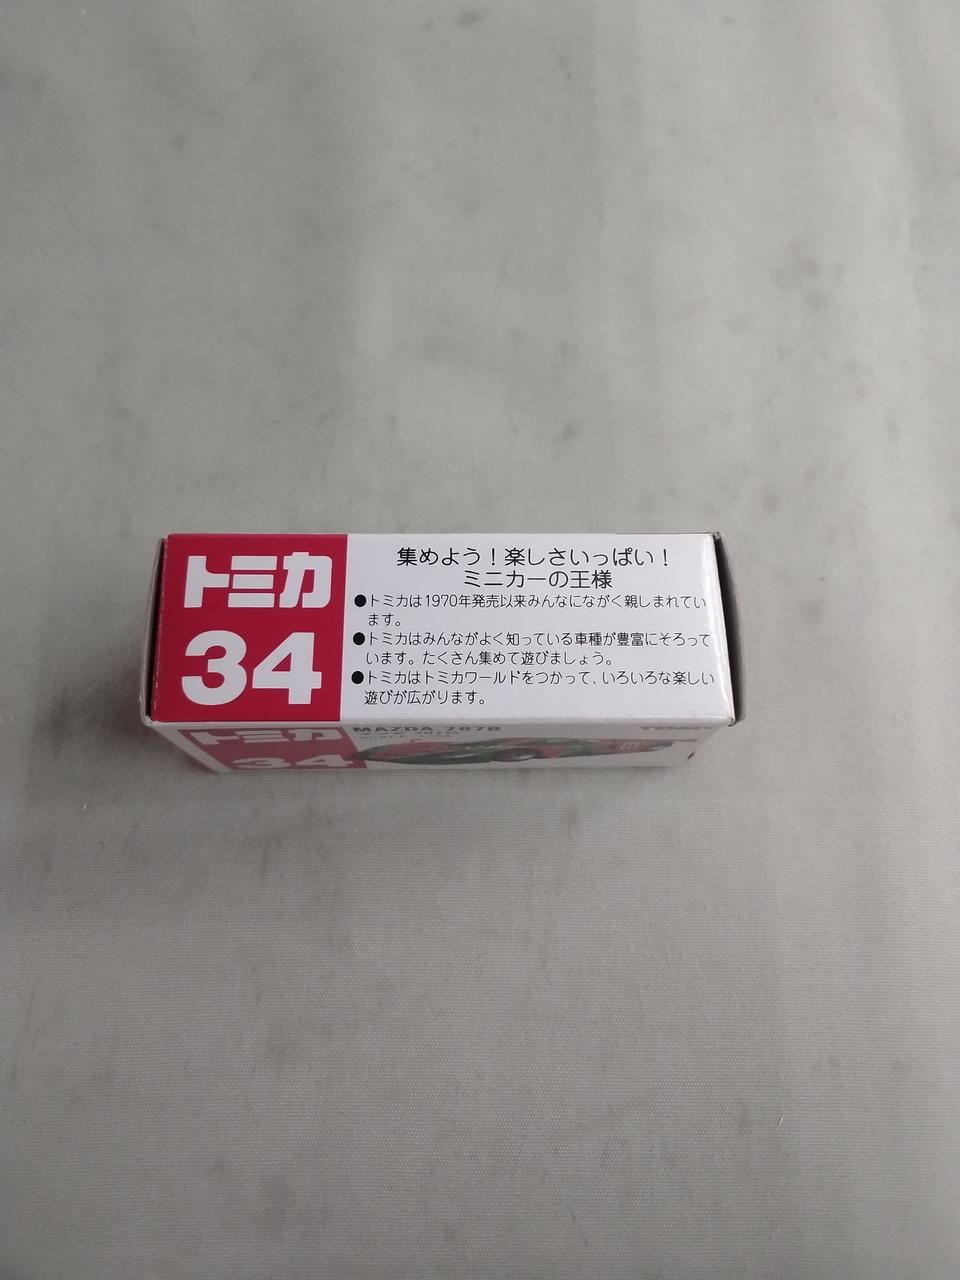 トミカ
34
集めよう！楽しさいっぱい！
ミニカーの王様
●トミカは1970年発売以来みんなにながく親しまれてい
ます。
●トミカはみんながよく知っている車種が豊富にそろって
います。たくさん集めて遊びましょう。
●トミカはトミカワールドをつかって、いろいろな楽しい
遊びが広がります。
トミカ
34
MAZDA 787B
TOMY